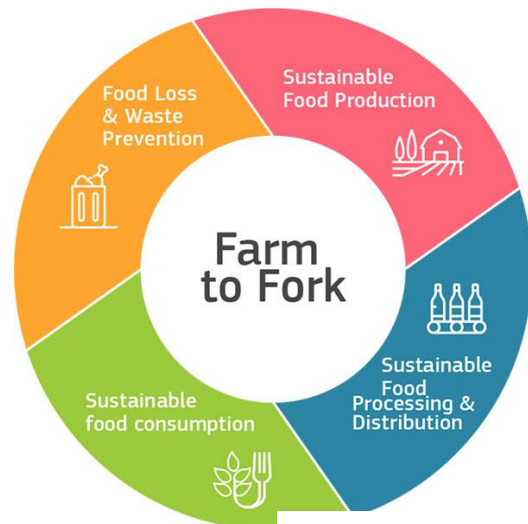 Food Loss
& Waste
Prevention
Sustainable
Food Production
Farm
to Fork
Sustainable
Food
Processing &
Distribution
Sustainable
food consumption